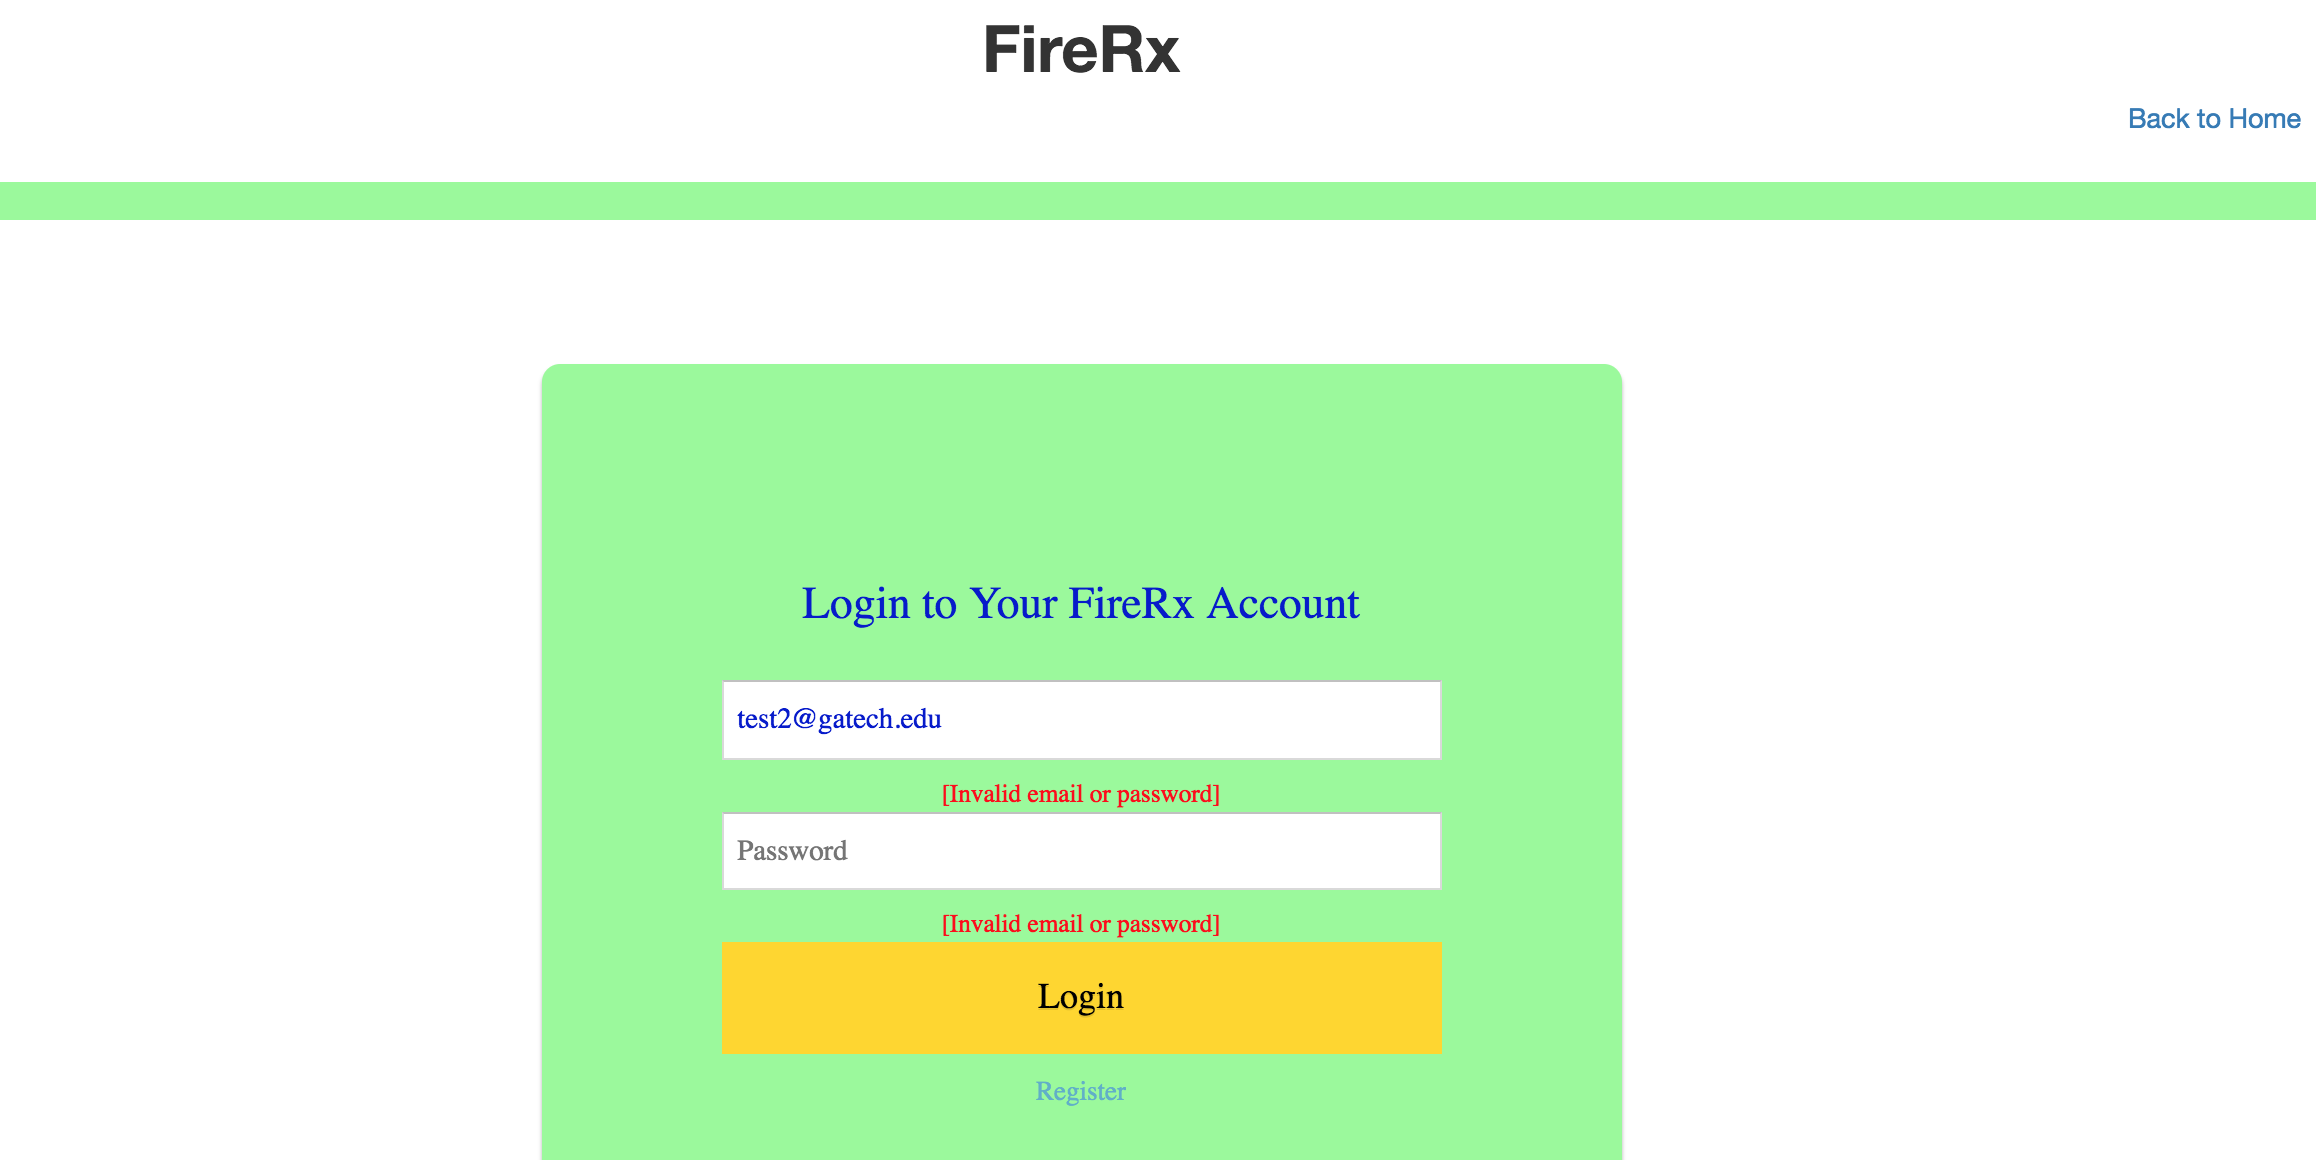 FireRx
Back to Home
Login to Your FireRx Account
test2@gatech.edu
[Invalid email or password]
Password
[Invalid email or password]
Login
Register